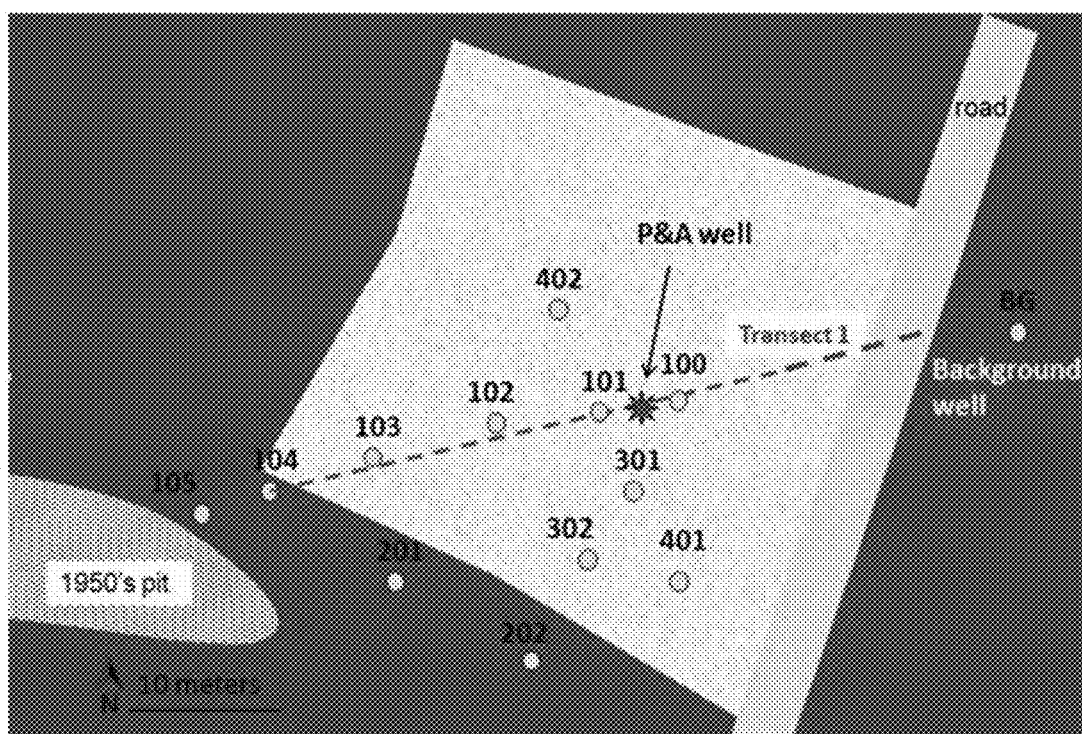 road
P&A well
402
BG
Transect 1
100
Background
well
101
102
103
301
104
105
302
401
201
1950's pit
202
N
10 meters